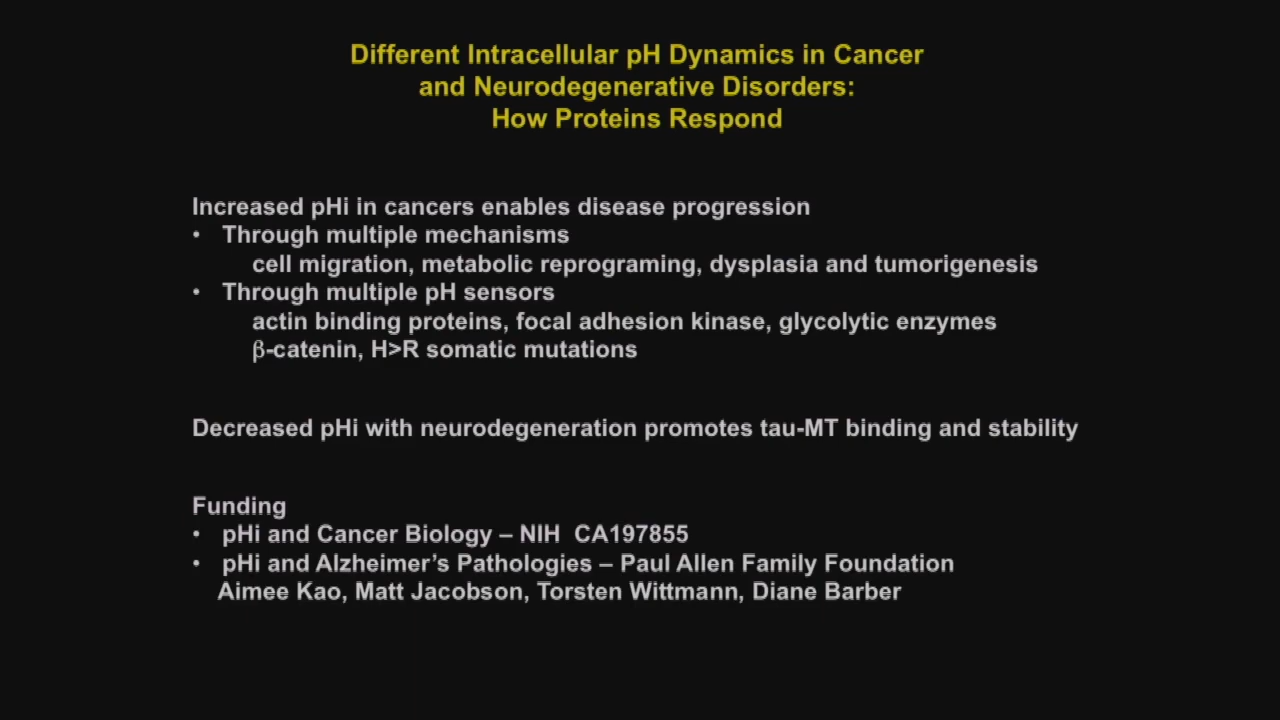 Different Intracellular pH Dynamics in Cancer
and Neurodegenerative Disorders:
How Proteins Respond
Increased pHi in cancers enables disease progression
• Through multiple mechanisms
cell migration, metabolic reprograming, dysplasia and tumorigenesis
• Through multiple pH sensors
actin binding proteins, focal adhesion kinase, glycolytic enzymes
β-catenin, H>R somatic mutations
Decreased pHi with neurodegeneration promotes tau-MT binding and stability
Funding
• pHi and Cancer Biology – NIH CA197855
• pHi and Alzheimer’s Pathologies – Paul Allen Family Foundation
Aimee Kao, Matt Jacobson, Torsten Wittmann, Diane Barber